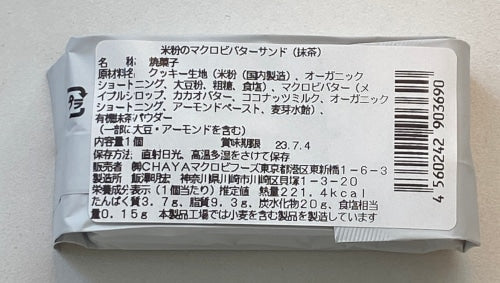 米粉のマクロビバターサンド（抹茶）
名　称　焼菓子
原材料名　クッキー生地（米粉（国内製造）、オーガニック
ショートニング、大豆粉、粗糖、食塩）、マクロビバター（メ
イプルシロップ、カカオバター、ココナッツミルク、オーガニック
ショートニング、アーモンドペースト、麦芽水飴）、
有機抹茶パウダー
（一部に大豆・アーモンドを含む）
内容量1個　賞味期限　23.7.4
保存方法　直射日光、高温多湿をさけて保存
販売者　㈱CHAYAマクロビフーズ東京都港区東新橋1-6-3
製造所　飯澤明宏　神奈川県川崎市川崎区貝塚1-3-20
栄養成分表示（1個当たり）推定値　熱量221.4kcal
たんぱく質3.7g、脂質9.3g、炭水化物20g、食塩相当
量0.15g　本製品工場では小麦を含む製品を製造しています
4 560242 903690
プラ